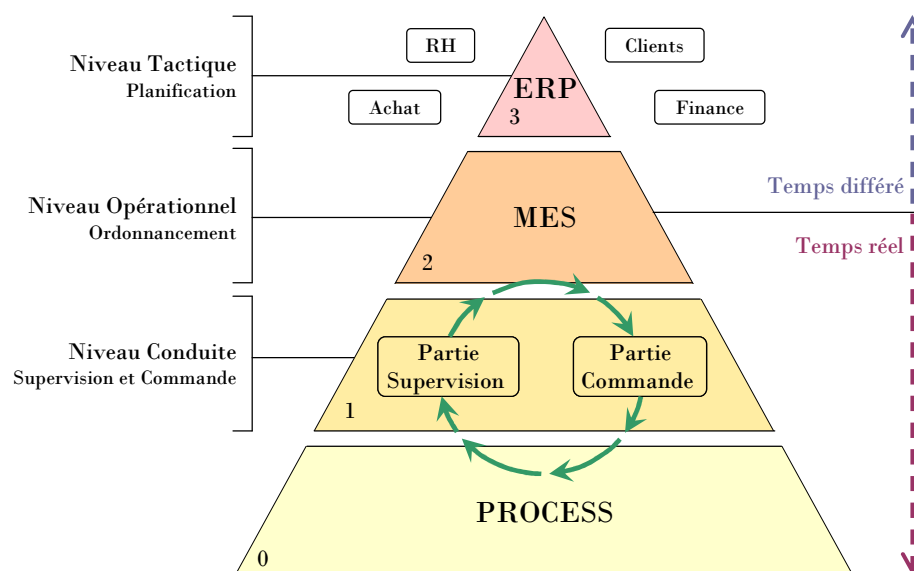 RH
Clients
Niveau Tactique
Planification
ERP
Achat
3
Finance
Temps différé
Niveau Opérationnel
Ordonnancement
MES
Temps réel
2
Niveau Conduite
Supervision et Commande
Partie
Supervision
Partie
Commande
1
PROCESS
0